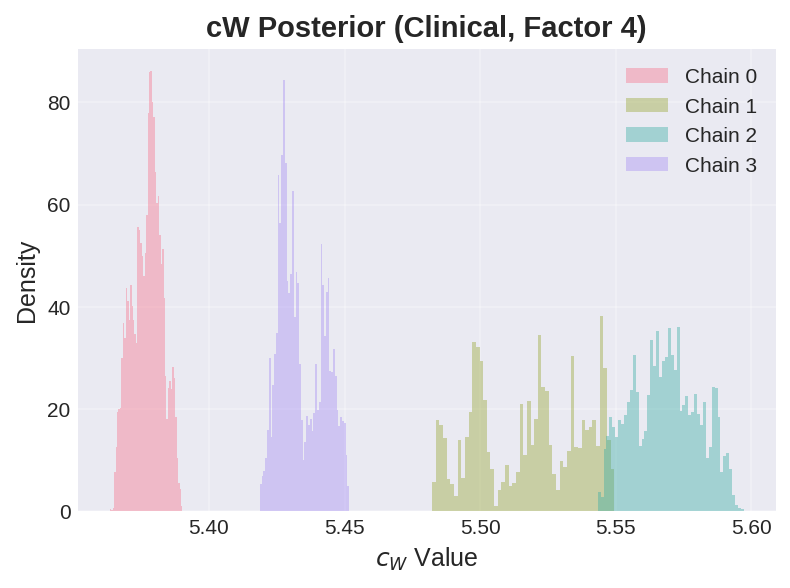 cW Posterior (Clinical, Factor 4)
Chain 0
Chain 1
Chain 2
Chain 3
80
60
40
20
0
Density
5.40 5.45 5.50 5.55 5.60
c_W Value